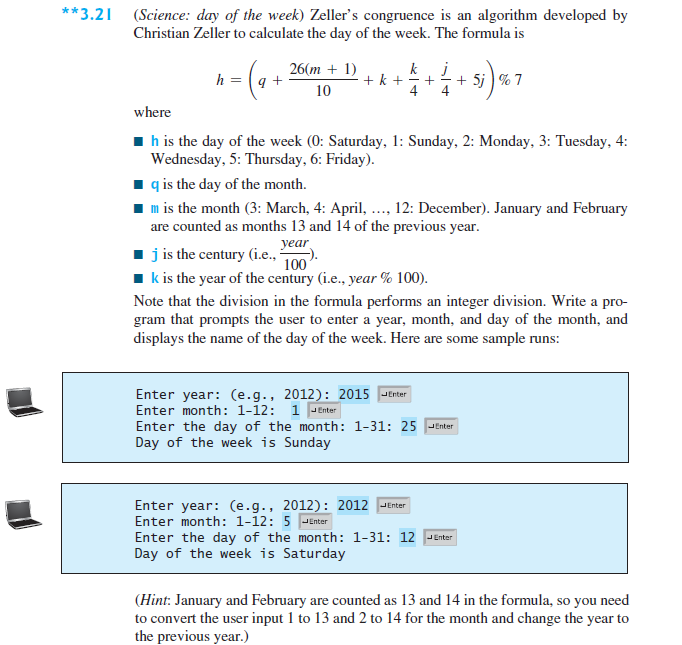 **3.21 (Science: day of the week) Zeller's congruence is an algorithm developed by
Christian Zeller to calculate the day of the week. The formula is
h = ( q + 26(m + 1) / 10 + k + k / 4 + j / 4 + 5j ) % 7
where
■ h is the day of the week (0: Saturday, 1: Sunday, 2: Monday, 3: Tuesday, 4:
Wednesday, 5: Thursday, 6: Friday).
■ q is the day of the month.
■ m is the month (3: March, 4: April, ..., 12: December). January and February
are counted as months 13 and 14 of the previous year.
■ j is the century (i.e., year / 100).
■ k is the year of the century (i.e., year % 100).
Note that the division in the formula performs an integer division. Write a pro-
gram that prompts the user to enter a year, month, and day of the month, and
displays the name of the day of the week. Here are some sample runs:
Enter year: (e.g., 2012): 2015 ↵Enter
Enter month: 1-12: 1 ↵Enter
Enter the day of the month: 1-31: 25 ↵Enter
Day of the week is Sunday
Enter year: (e.g., 2012): 2012 ↵Enter
Enter month: 1-12: 5 ↵Enter
Enter the day of the month: 1-31: 12 ↵Enter
Day of the week is Saturday
(Hint: January and February are counted as 13 and 14 in the formula, so you need
to convert the user input 1 to 13 and 2 to 14 for the month and change the year to
the previous year.)